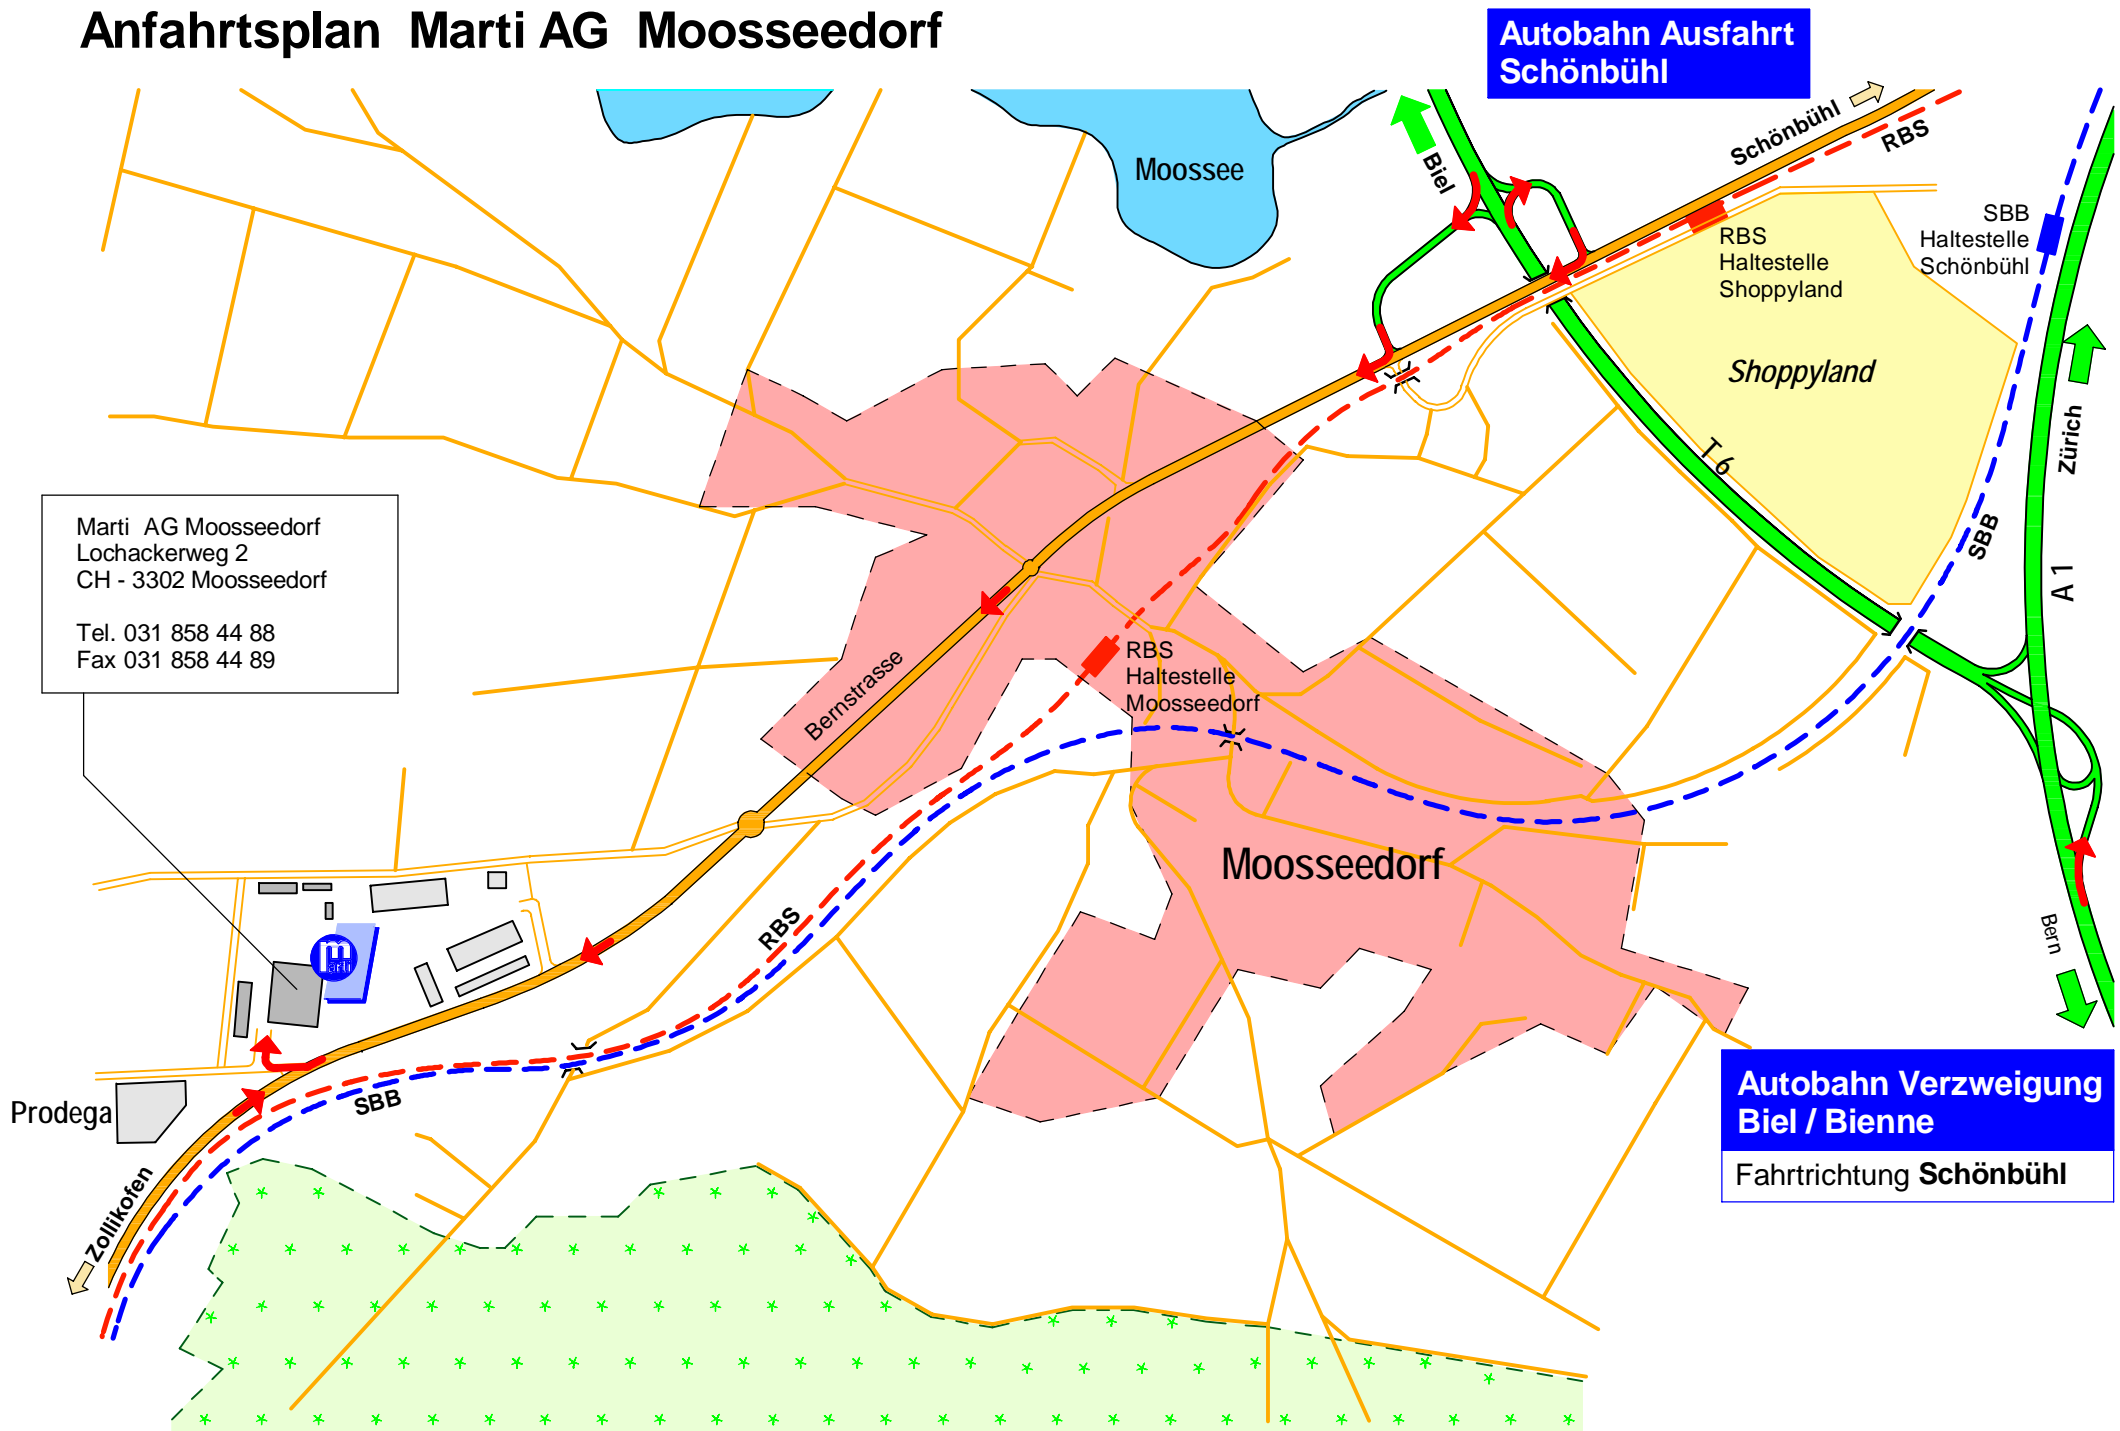 Anfahrtsplan Marti AG Moosseedorf
Autobahn Ausfahrt
Schönbühl
Schönbühl
RBS
Biel
Moossee
SBB
Haltestelle
Schönbühl
RBS
Haltestelle
Shoppyland
Shoppyland
Zürich
T 6
SBB
A 1
Marti AG Moosseedorf
Lochackerweg 2
CH - 3302 Moosseedorf
Tel. 031 858 44 88
Fax 031 858 44 89
Bernstrasse
RBS
Haltestelle
Moosseedorf
Moosseedorf
RBS
Bern
m
arti
SBB
Prodega
Zollikofen
Autobahn Verzweigung
Biel / Bienne
Fahrtrichtung Schönbühl